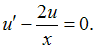 u′ − 2u/x = 0.